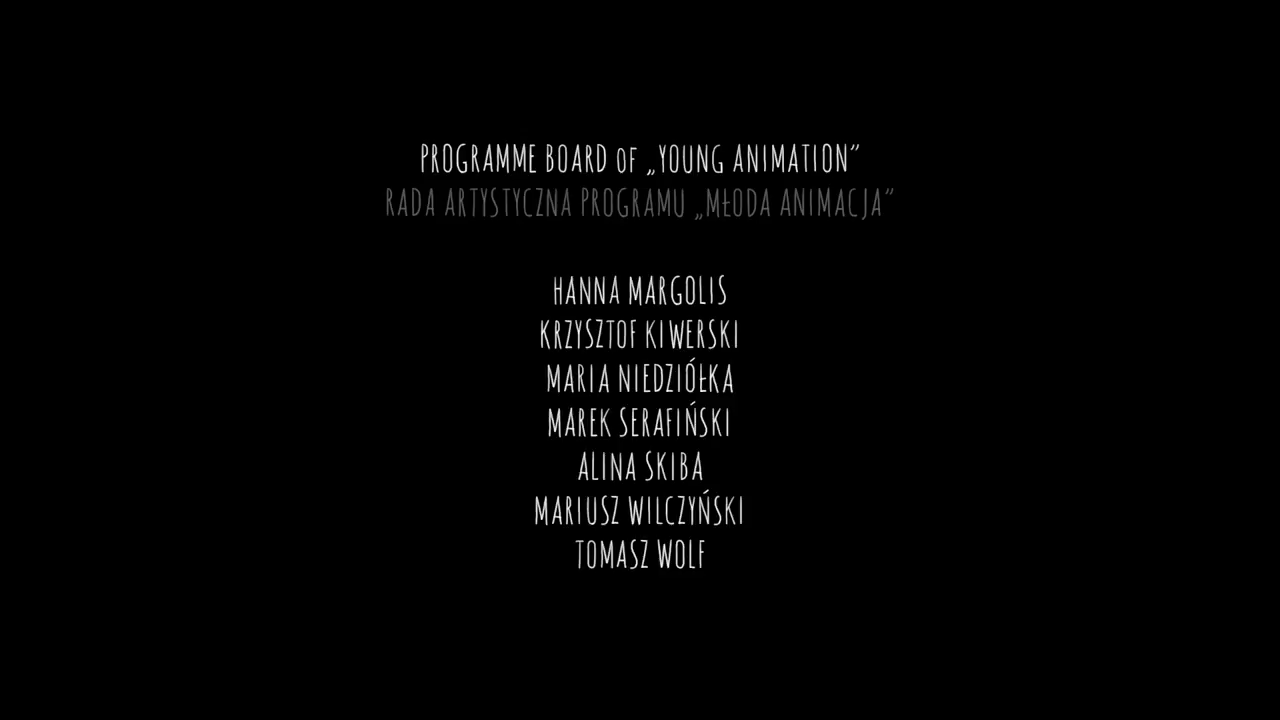 PROGRAMME BOARD OF „YOUNG ANIMATION”
RADA ARTYSTYCZNA PROGRAMU „MŁODA ANIMACJA”
HANNA MARGOLIS
KRZYSZTOF KIWERSKI
MARIA NIEDZIÓŁKA
MAREK SERAFIŃSKI
ALINA SKIBA
MARIUSZ WILCZYŃSKI
TOMASZ WOLF